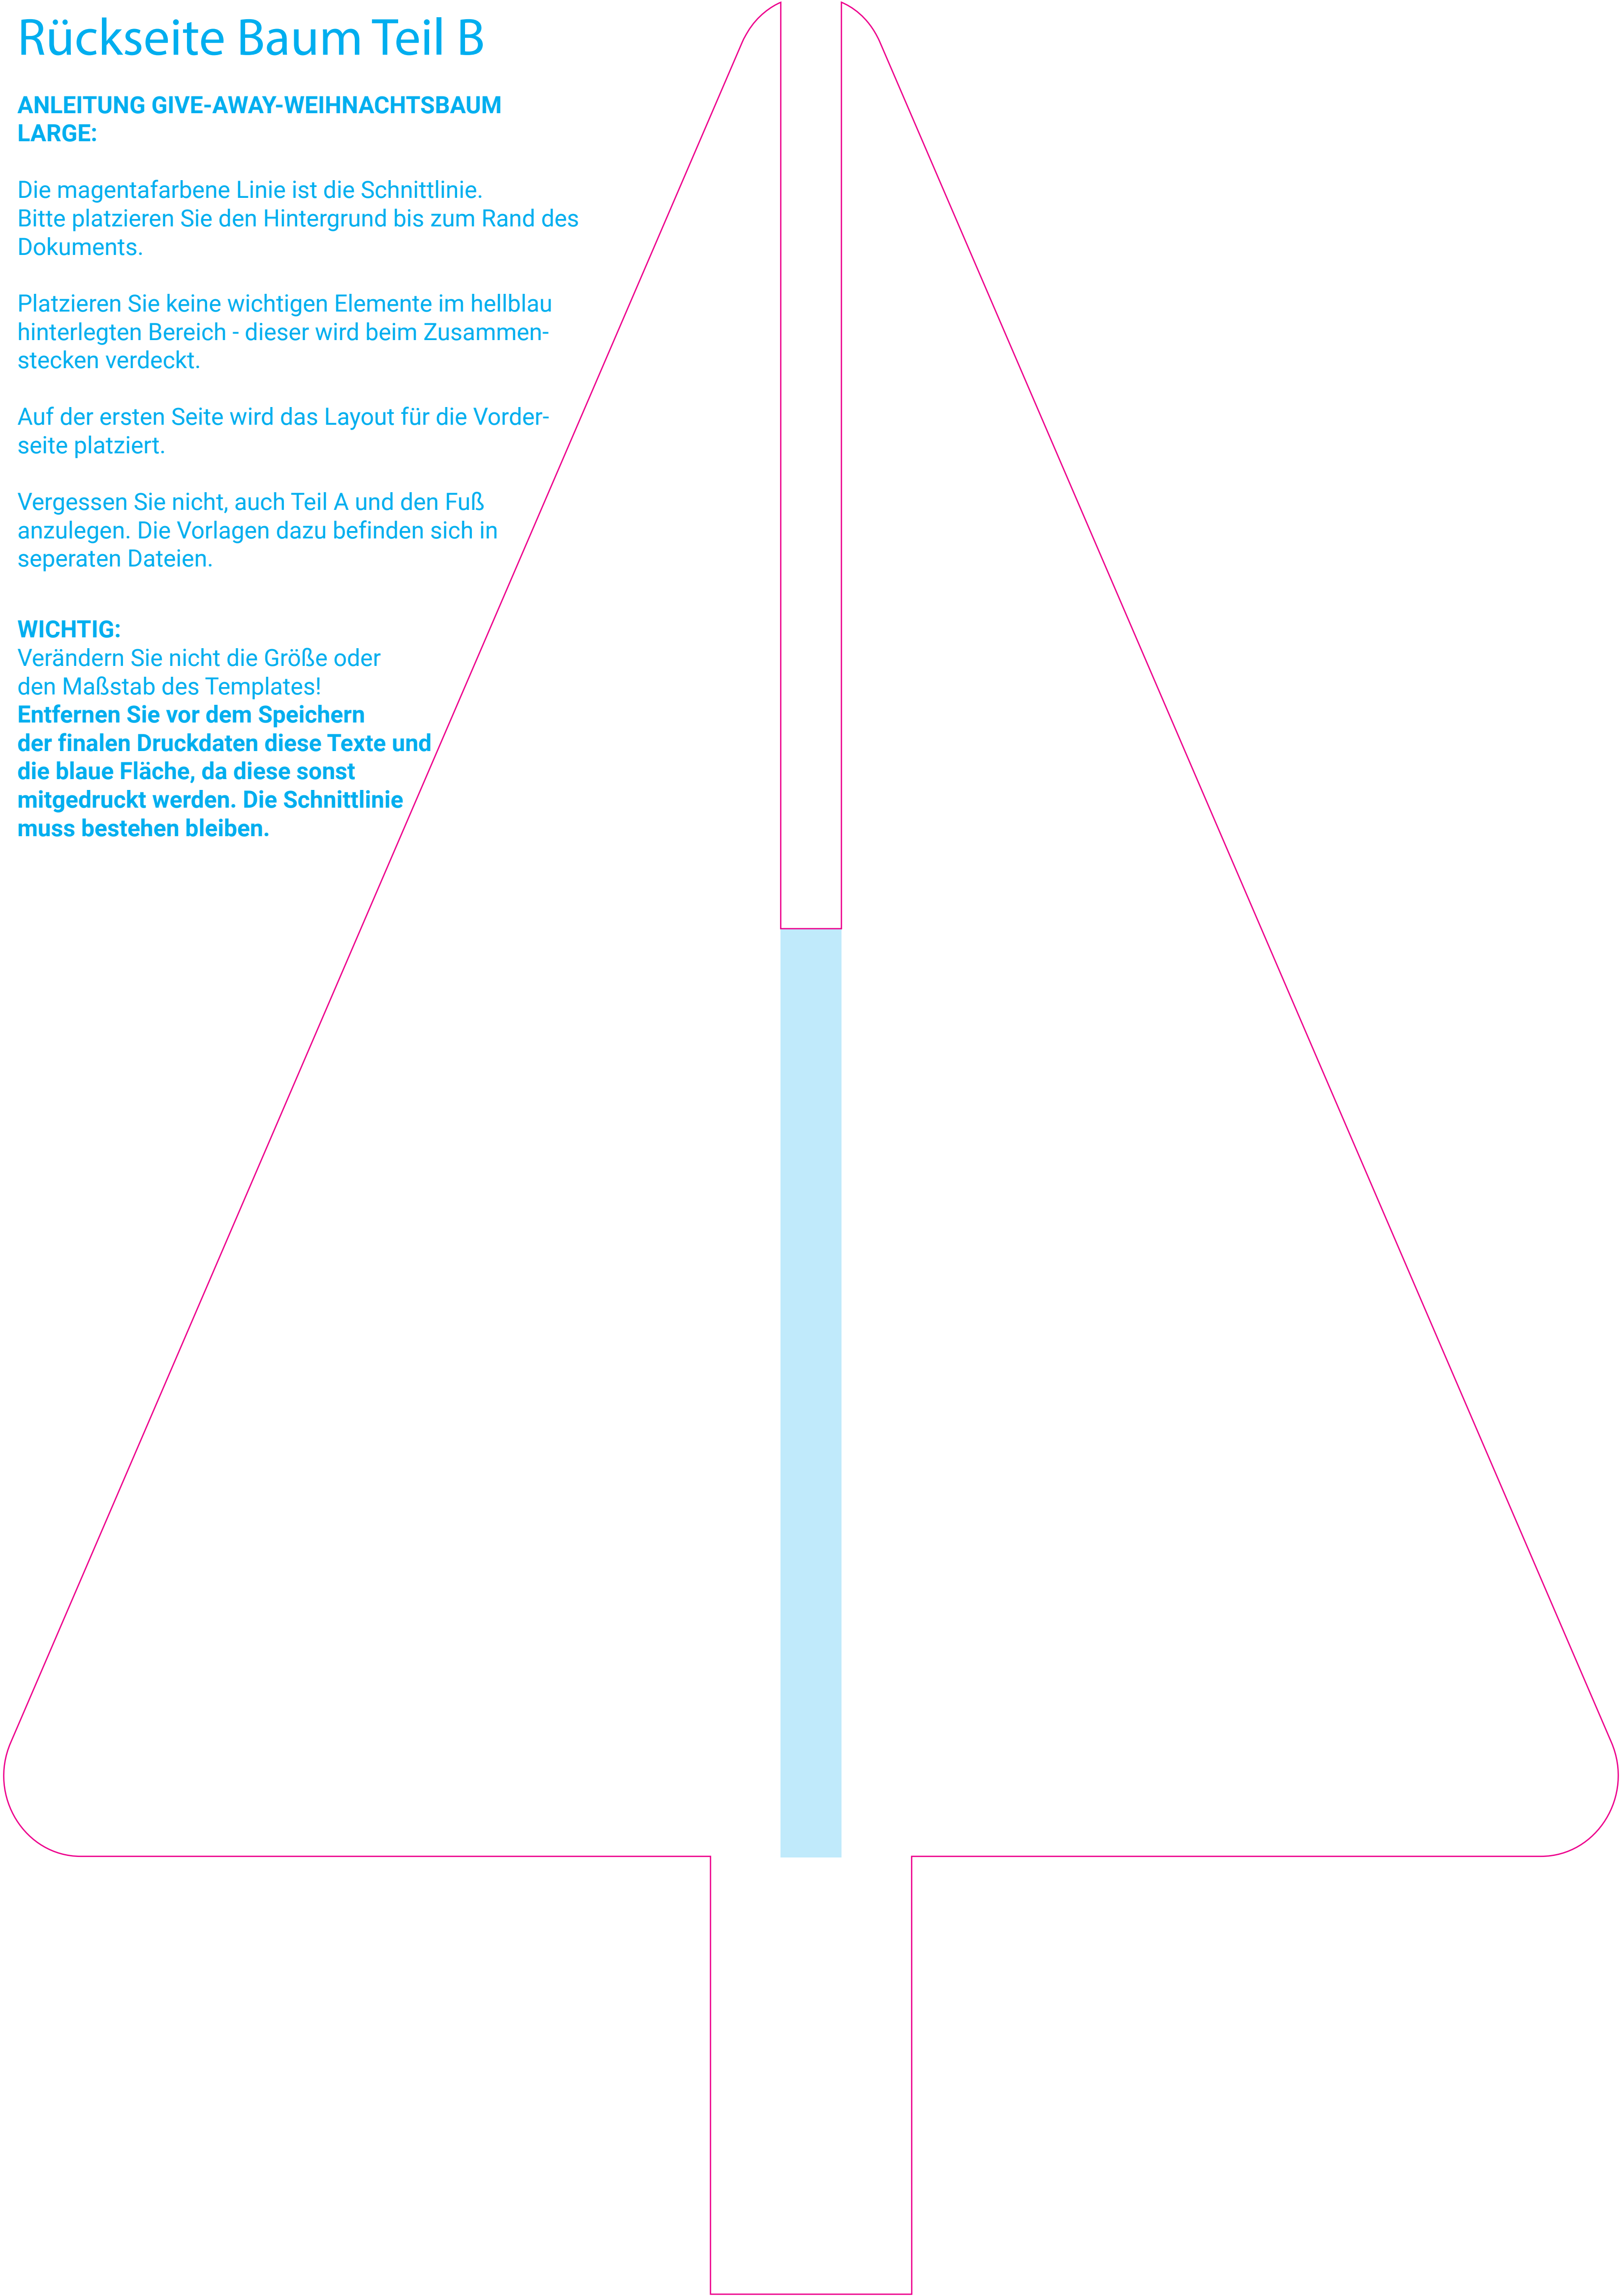 Rückseite Baum Teil B
ANLEITUNG GIVE-AWAY-WEIHNACHTSBAUM
LARGE:
Die magentafarbene Linie ist die Schnittlinie.
Bitte platzieren Sie den Hintergrund bis zum Rand des
Dokuments.
Platzieren Sie keine wichtigen Elemente im hellblau
hinterlegten Bereich - dieser wird beim Zusammen-
stecken verdeckt.
Auf der ersten Seite wird das Layout für die Vorder-
seite platziert.
Vergessen Sie nicht, auch Teil A und den Fuß
anzulegen. Die Vorlagen dazu befinden sich in
seperaten Dateien.
WICHTIG:
Verändern Sie nicht die Größe oder
den Maßstab des Templates!
Entfernen Sie vor dem Speichern
der finalen Druckdaten diese Texte und
die blaue Fläche, da diese sonst
mitgedruckt werden. Die Schnittlinie
muss bestehen bleiben.